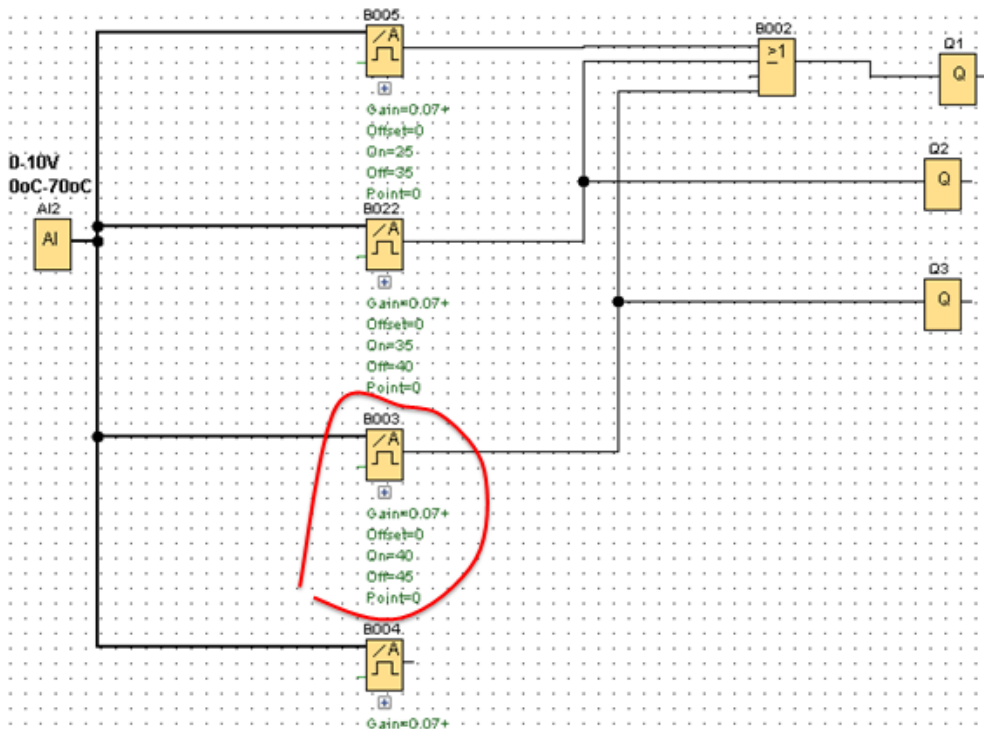 B005
/A
Gain=0.07+
Offset=0
On=25
Off=35
Point=0
B002
>1
Q1
Q
Q2
Q
Q3
Q
0-10V
0oC-70oC
AI2
AI
B022
/A
Gain=0.07+
Offset=0
On=35
Off=40
Point=0
B003
/A
Gain=0.07+
Offset=0
On=40
Off=45
Point=0
B004
/A
Gain=0.07+